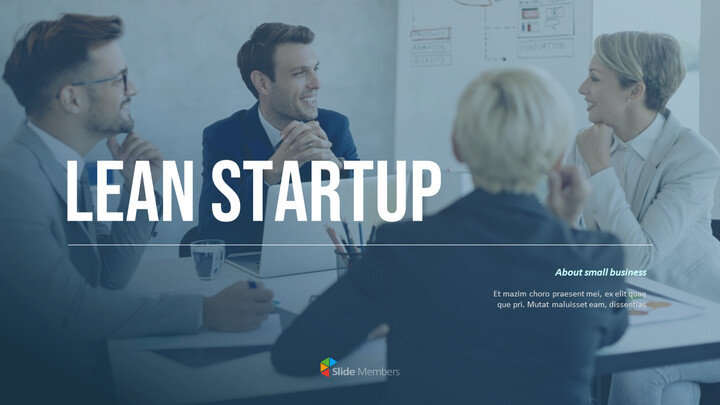 LEAN STARTUP
About small business
Et mazim choro praesent mei, ex elit quae
que pri. Mutat maluisset eam, dissentias
Slide Members